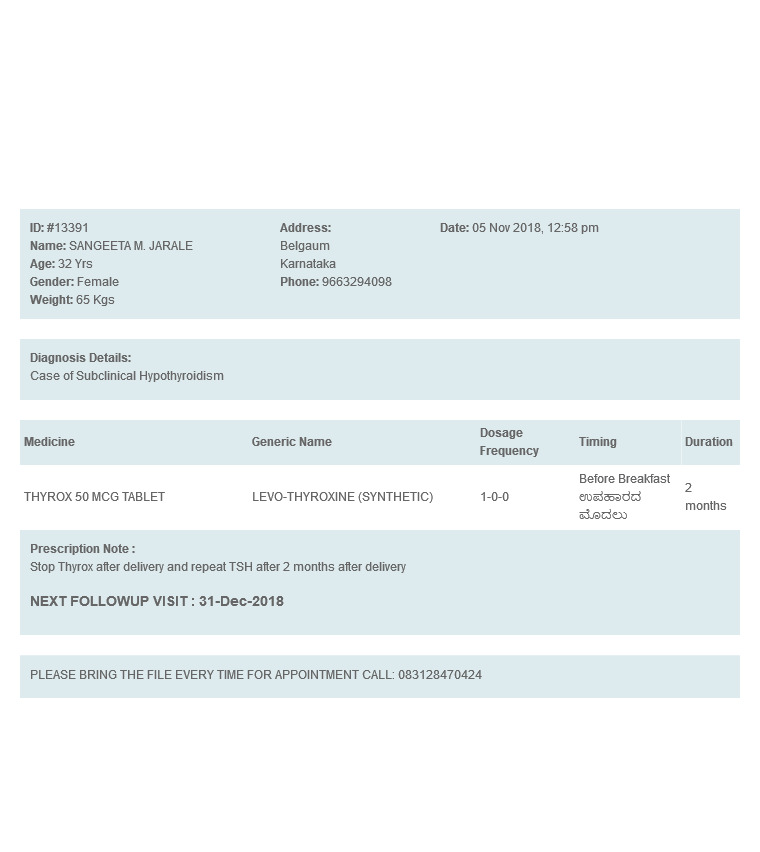 ID: #13391
Name: SANGEETA M. JARALE
Age: 32 Yrs
Gender: Female
Weight: 65 Kgs
Address:
Belgaum
Karnataka
Phone: 9663294098
Date: 05 Nov 2018, 12:58 pm
Diagnosis Details:
Case of Subclinical Hypothyroidism
Medicine Generic Name Dosage Frequency Timing Duration
THYROX 50 MCG TABLET LEVO-THYROXINE (SYNTHETIC) 1-0-0 Before Breakfast ಉಪಹಾರದ ಮೊದಲು 2 months
Prescription Note :
Stop Thyrox after delivery and repeat TSH after 2 months after delivery
NEXT FOLLOWUP VISIT : 31-Dec-2018
PLEASE BRING THE FILE EVERY TIME FOR APPOINTMENT CALL: 083128470424